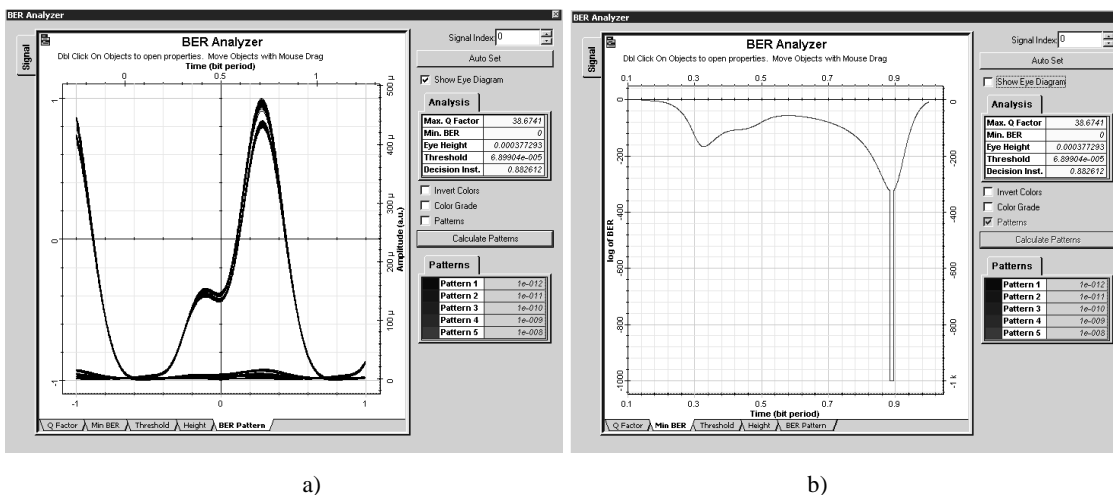 BER Analyzer
Signal
BER Analyzer
Dbl Click On Objects to open properties. Move Objects with Mouse Drag
Time (bit period)
0 0.5 1
1
0
-1
500 µ
400 µ
300 µ
200 µ
100 µ
0
Amplitude (a.u.)
-1 0 1
Q Factor Min BER Threshold Height BER Pattern
Signal Index: 0
Auto Set
Show Eye Diagram
Analysis
Max. Q Factor 38.6741
Min. BER 0
Eye Height 0.000377293
Threshold 6.89904e-005
Decision Inst. 0.882612
Invert Colors
Color Grade
Patterns
Calculate Patterns
Patterns
Pattern 1 1e-012
Pattern 2 1e-011
Pattern 3 1e-010
Pattern 4 1e-009
Pattern 5 1e-008
a)
BER Analyzer
Signal
BER Analyzer
Dbl Click On Objects to open properties. Move Objects with Mouse Drag
0.1 0.3 0.5 0.7 0.9
0
-200
-400
-600
-800
-1000
log of BER
0
-200
-400
-600
-800
-1 k
0.1 0.3 0.5 0.7 0.9
Time (bit period)
Q Factor Min BER Threshold Height BER Pattern
Signal Index: 0
Auto Set
Show Eye Diagram
Analysis
Max. Q Factor 38.6741
Min. BER 0
Eye Height 0.000377293
Threshold 6.89904e-005
Decision Inst. 0.882612
Invert Colors
Color Grade
Patterns
Calculate Patterns
Patterns
Pattern 1 1e-012
Pattern 2 1e-011
Pattern 3 1e-010
Pattern 4 1e-009
Pattern 5 1e-008
b)